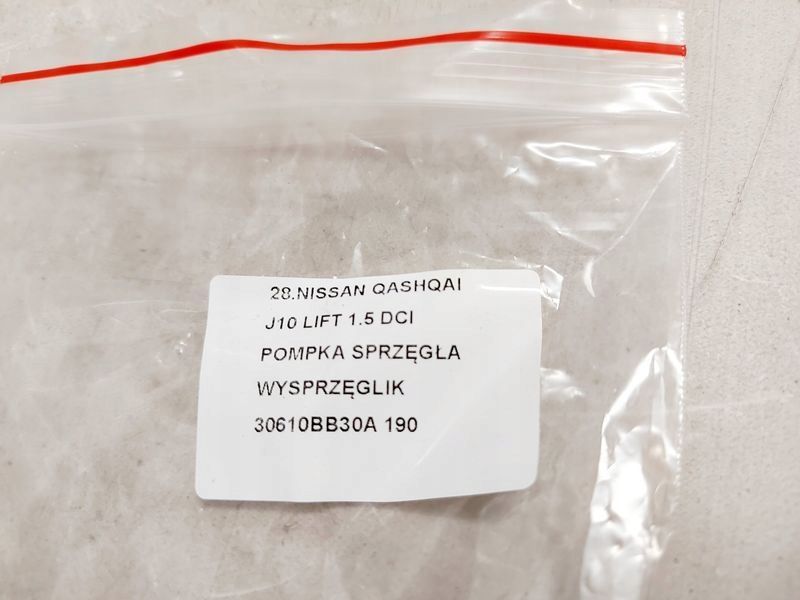 28.NISSAN QASHQAI
J10 LIFT 1.5 DCI
POMPKA SPRZĘGŁA
WYSPRZĘGLIK
30610BB30A 190